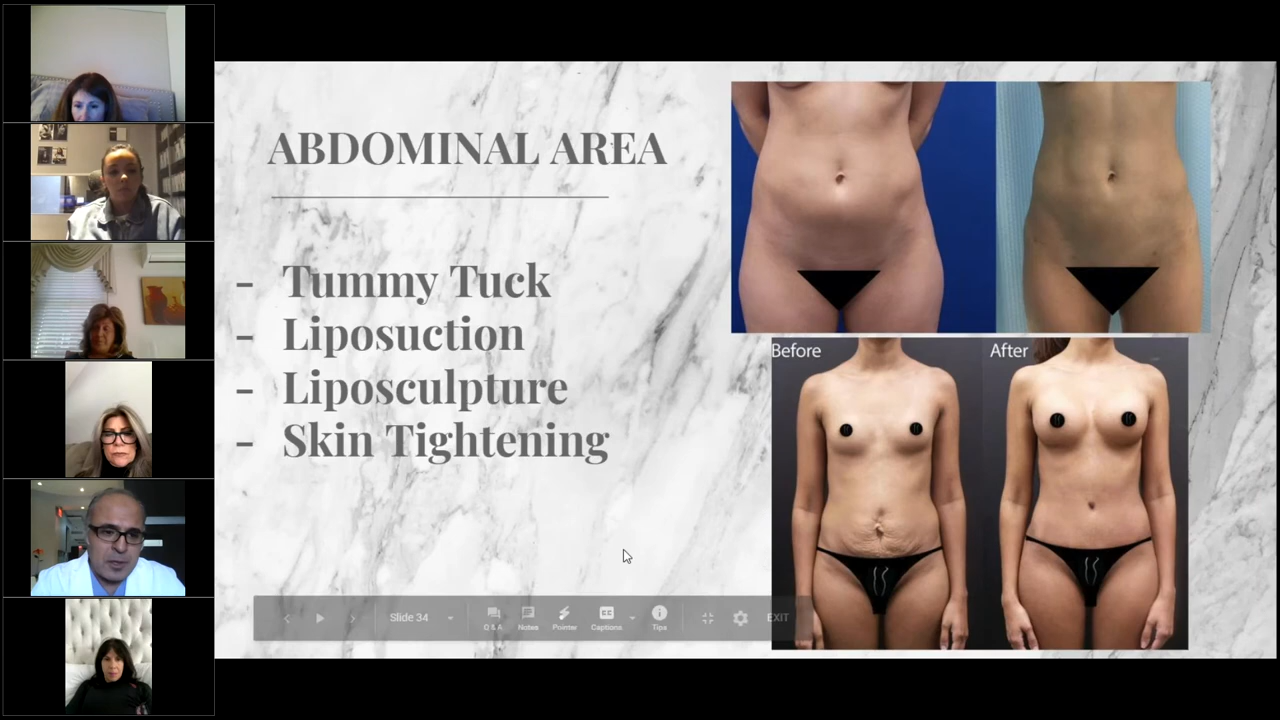 ABDOMINAL AREA
- Tummy Tuck
- Liposuction
- Liposculpture
- Skin Tightening
Before
After
Slide 34
Q & A
Notes
Pointer
Captions
Tips
EXIT